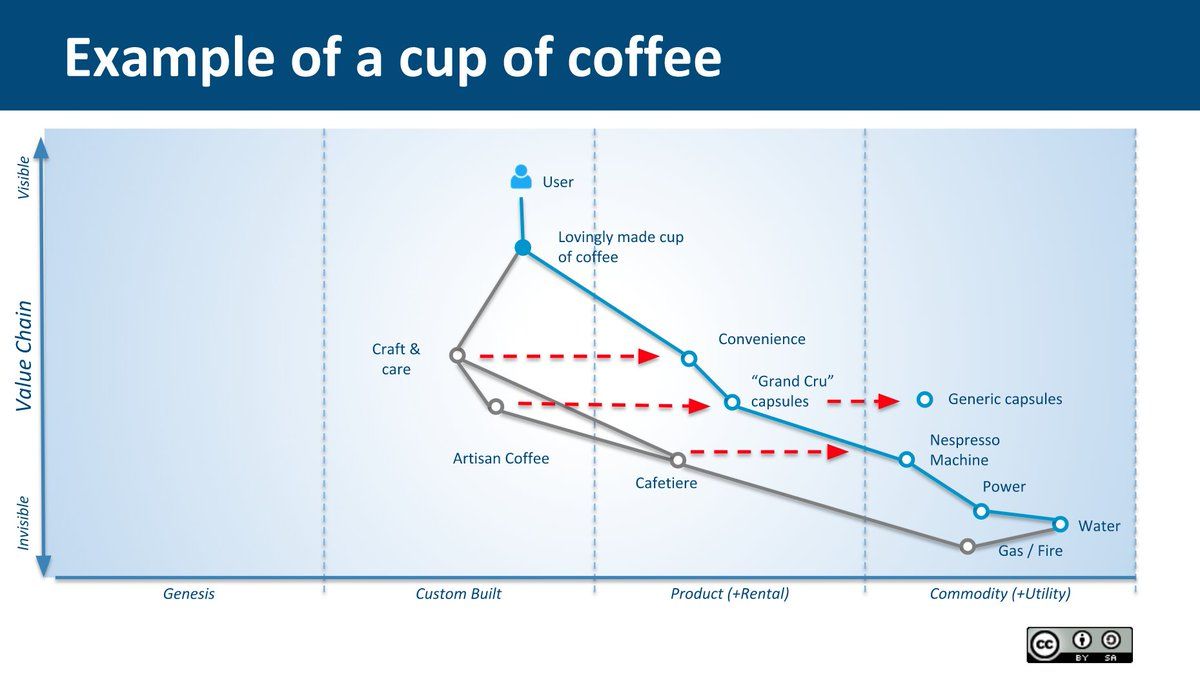 Example of a cup of coffee
Visible
Value Chain
Invisible
User
Lovingly made cup
of coffee
Craft &
care
Convenience
“Grand Cru”
capsules
Generic capsules
Artisan Coffee
Cafetiere
Nespresso
Machine
Power
Water
Gas / Fire
Genesis
Custom Built
Product (+Rental)
Commodity (+Utility)
cc
BY SA